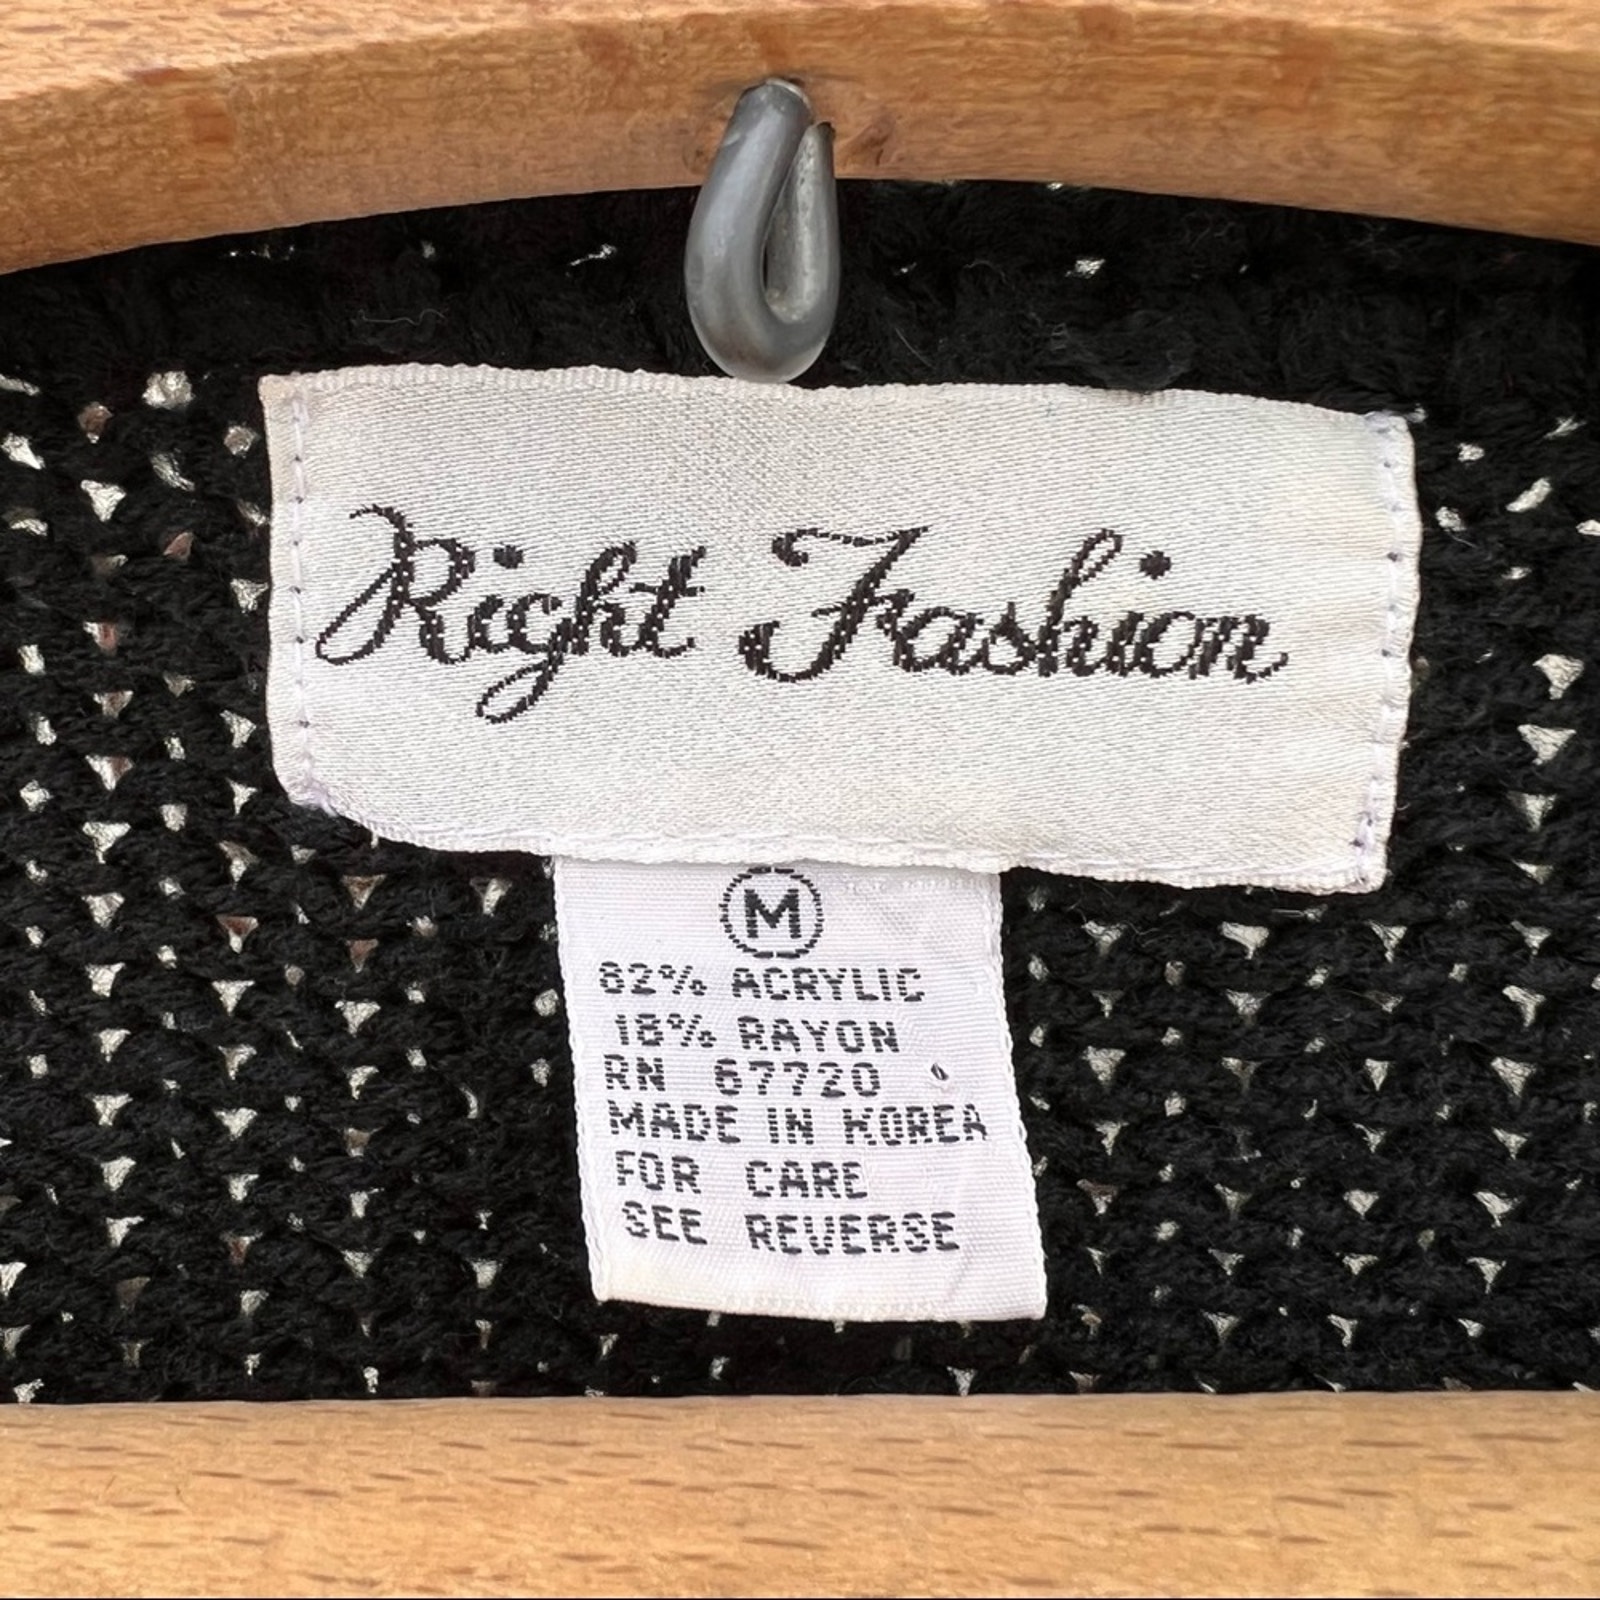 Right Fashion
M
82% ACRYLIC
18% RAYON
RN 67720
MADE IN KOREA
FOR CARE
SEE REVERSE